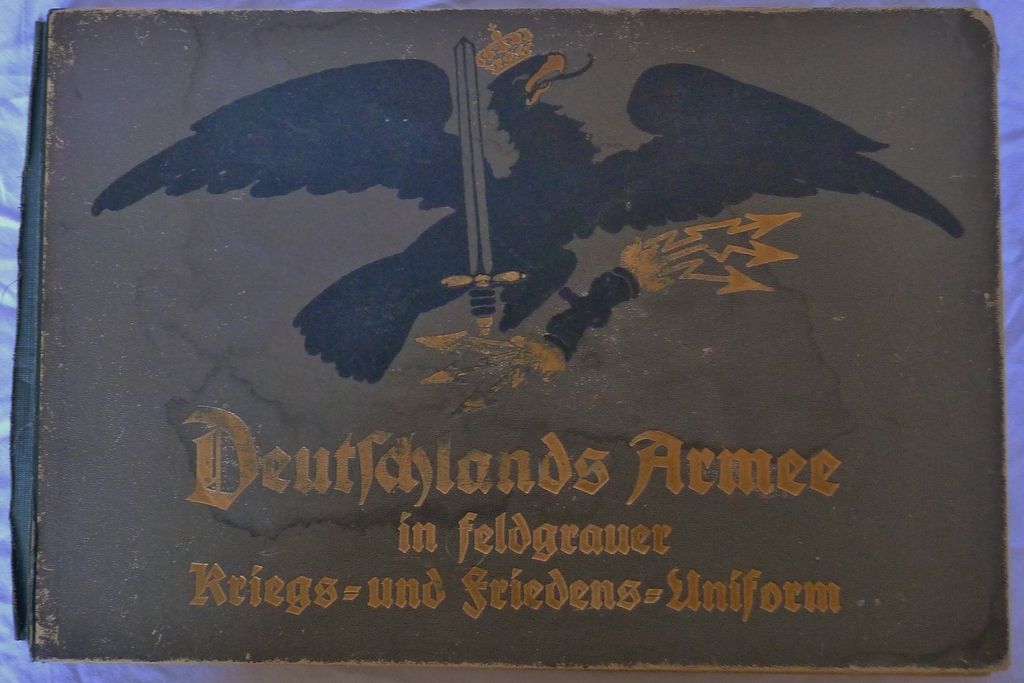 Deutſchlands Armee
in feldgrauer
Kriegs=und Friedens=Uniform